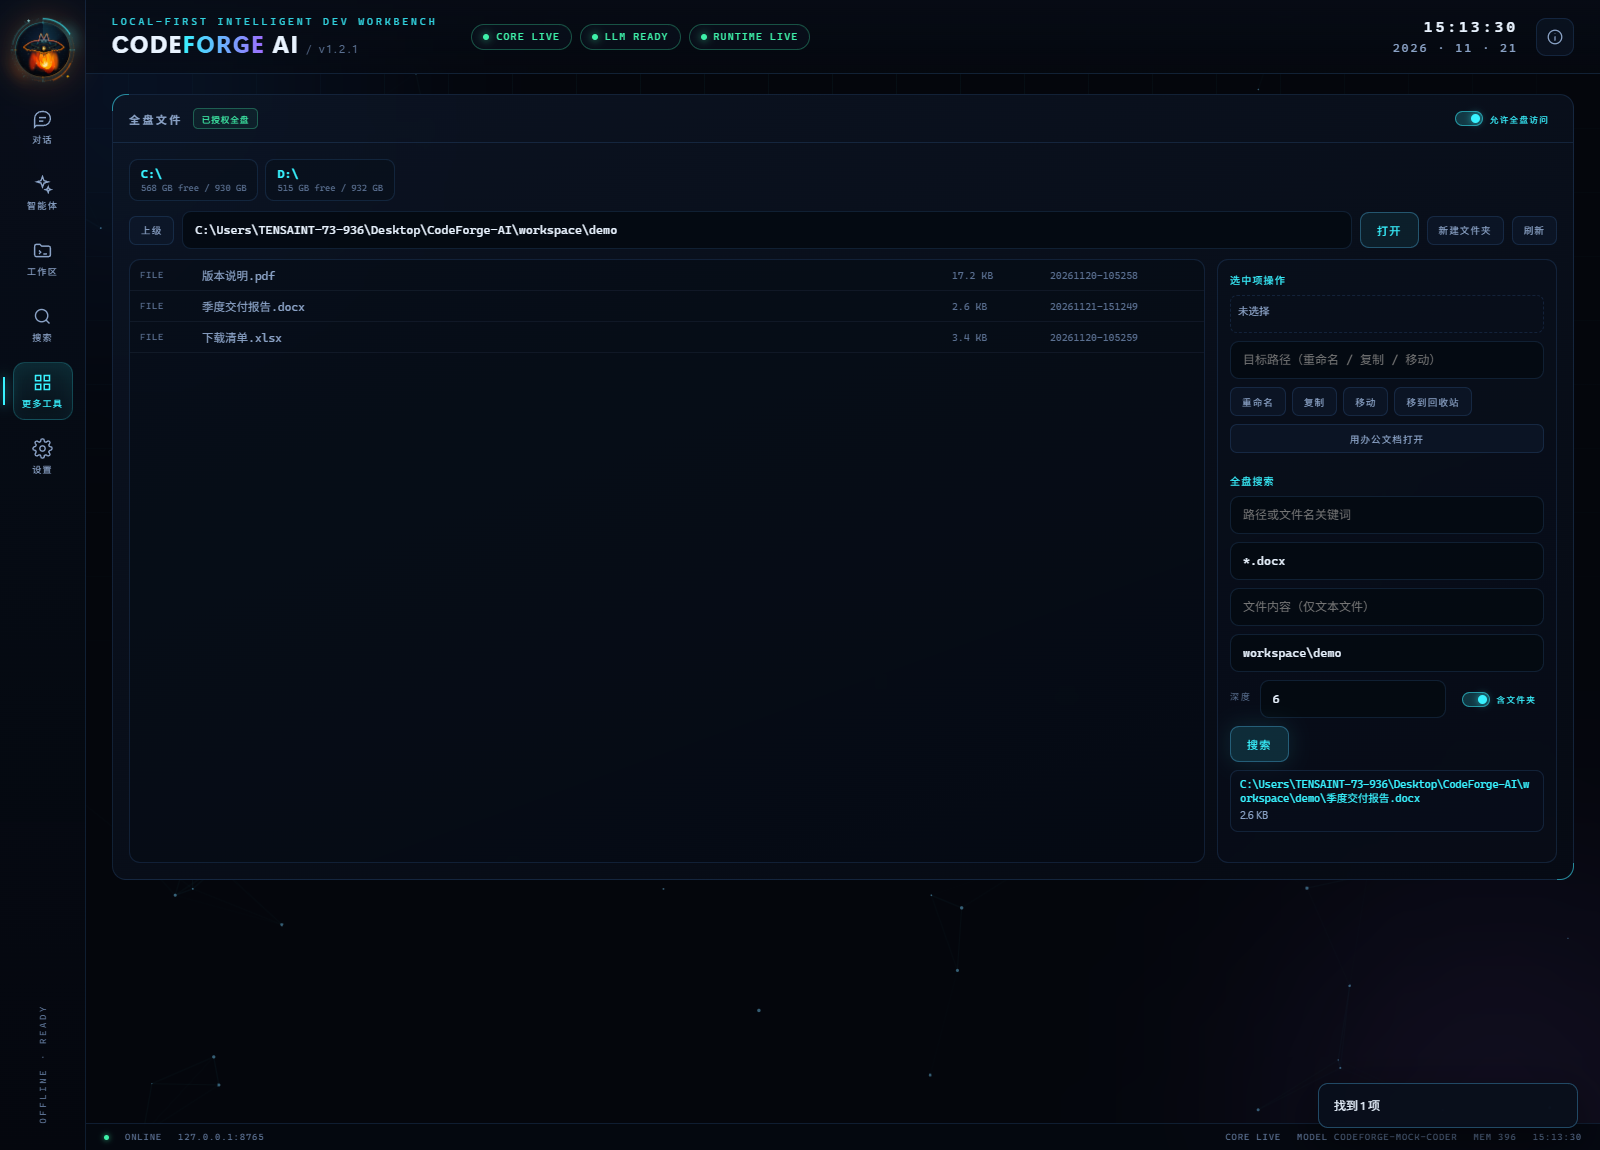 LOCAL-FIRST INTELLIGENT DEV WORKBENCH
CODEFORGE AI / v1.2.1
CORE LIVE
LLM READY
RUNTIME LIVE
15:13:30
2026 · 11 · 21
对话
智能体
工作区
搜索
更多工具
设置
OFFLINE · READY
全盘文件
已授权全盘
允许全盘访问
C:\
568 GB free / 930 GB
D:\
515 GB free / 932 GB
上级
C:\Users\TENSAINT-73-936\Desktop\CodeForge-AI\workspace\demo
打开
新建文件夹
刷新
FILE 版本说明.pdf 17.2 KB 20261120-105258
FILE 季度交付报告.docx 2.6 KB 20261121-151249
FILE 下载清单.xlsx 3.4 KB 20261120-105259
选中项操作
未选择
目标路径（重命名 / 复制 / 移动）
重命名
复制
移动
移到回收站
用办公文档打开
全盘搜索
路径或文件名关键词
*.docx
文件内容（仅文本文件）
workspace\demo
深度
6
含文件夹
搜索
C:\Users\TENSAINT-73-936\Desktop\CodeForge-AI\w
orkspace\demo\季度交付报告.docx
2.6 KB
找到 1 项
ONLINE 127.0.0.1:8765
CORE LIVE MODEL CODEFORGE-MOCK-CODER MEM 396 15:13:30